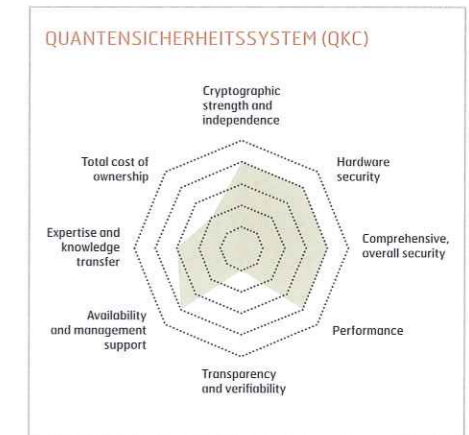 QUANTENSICHERHEITSSYSTEM (QKC)
Cryptographic
strength and
independence
Total cost of
ownership
Hardware
security
Expertise and
knowledge
transfer
Comprehensive,
overall security
Availability
and management
support
Performance
Transparency
and verifiability